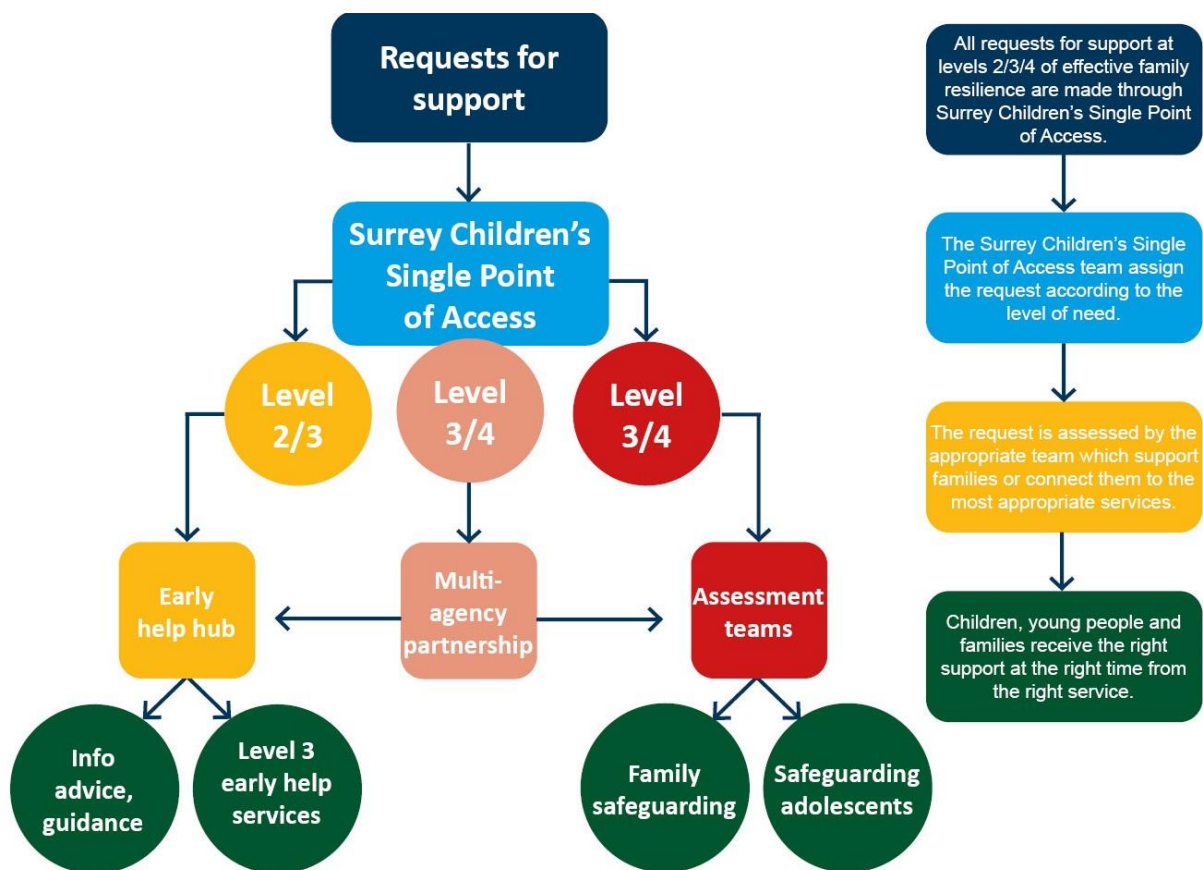 Requests for
support
Surrey Children’s
Single Point
of Access
Level
2/3
Level
3/4
Level
3/4
Early
help hub
Multi-
agency
partnership
Assessment
teams
Info
advice,
guidance
Level 3
early help
services
Family
safeguarding
Safeguarding
adolescents
All requests for support at
levels 2/3/4 of effective family
resilience are made through
Surrey Children’s Single Point
of Access.
The Surrey Children’s Single
Point of Access team assign
the request according to the
level of need.
The request is assessed by the
appropriate team which support
families or connect them to the
most appropriate services.
Children, young people and
families receive the right
support at the right time from
the right service.